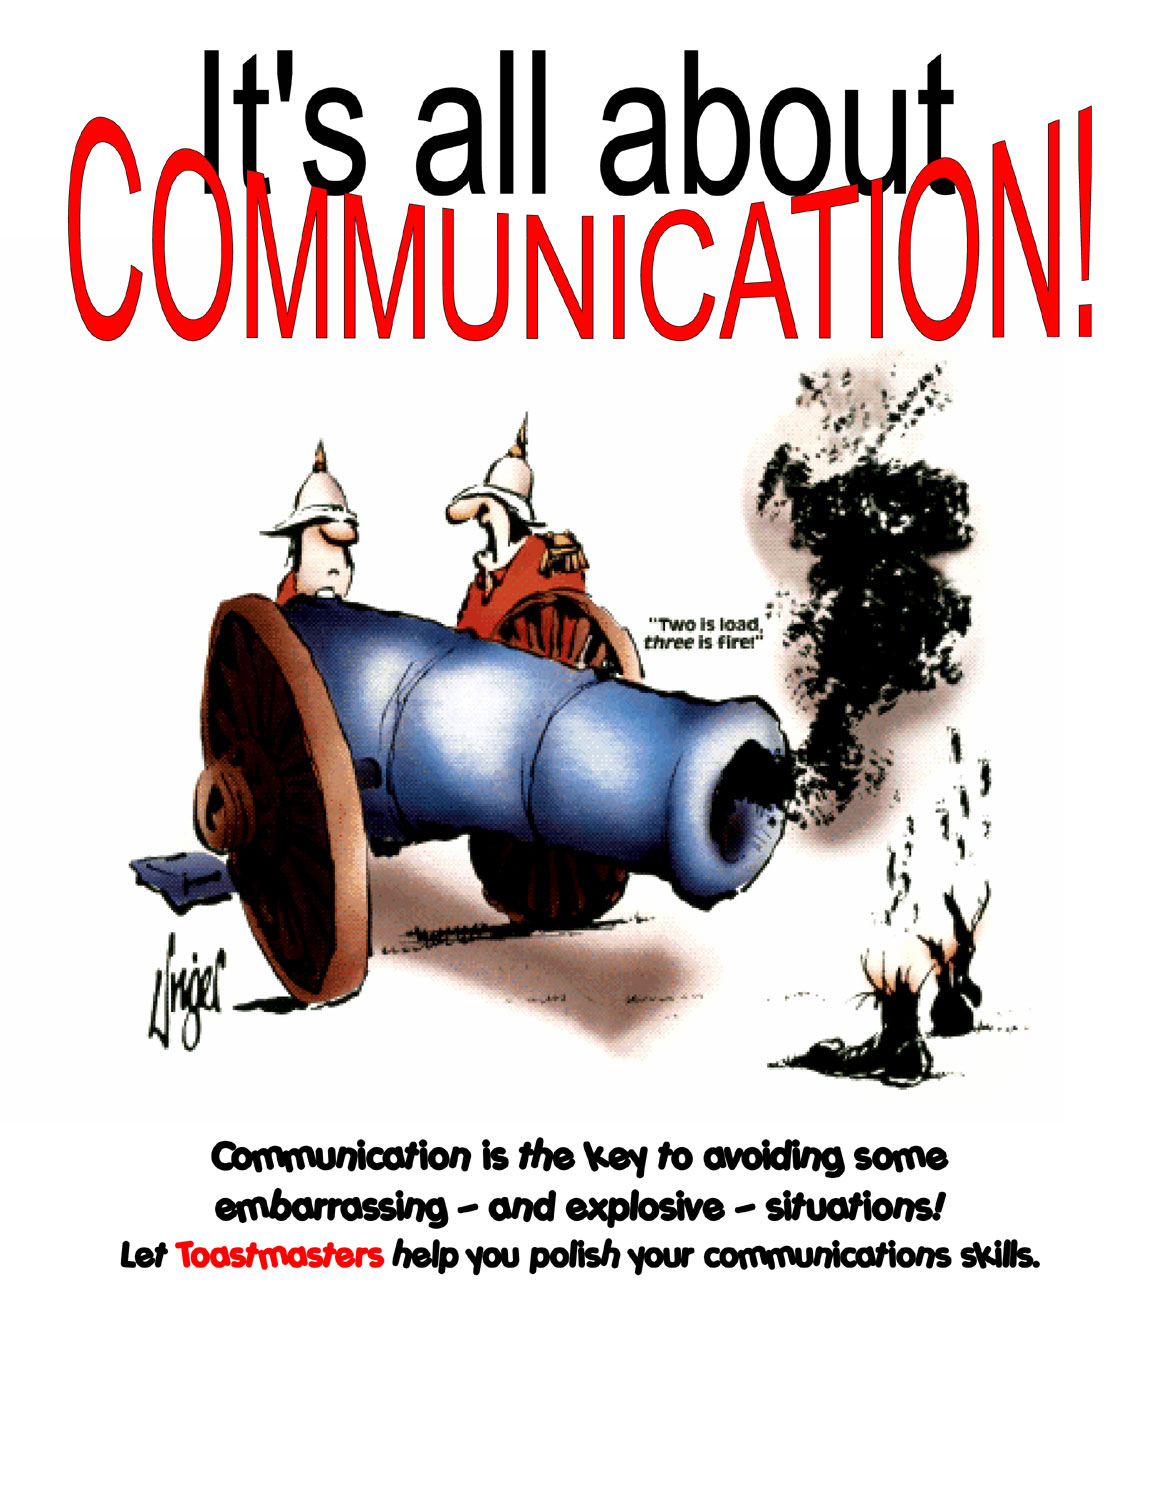 It's all about
COMMUNICATION!
"Two is load,
three is fire!"
Unger
Communication is the key to avoiding some
embarrassing – and explosive – situations!
Let Toastmasters help you polish your communications skills.